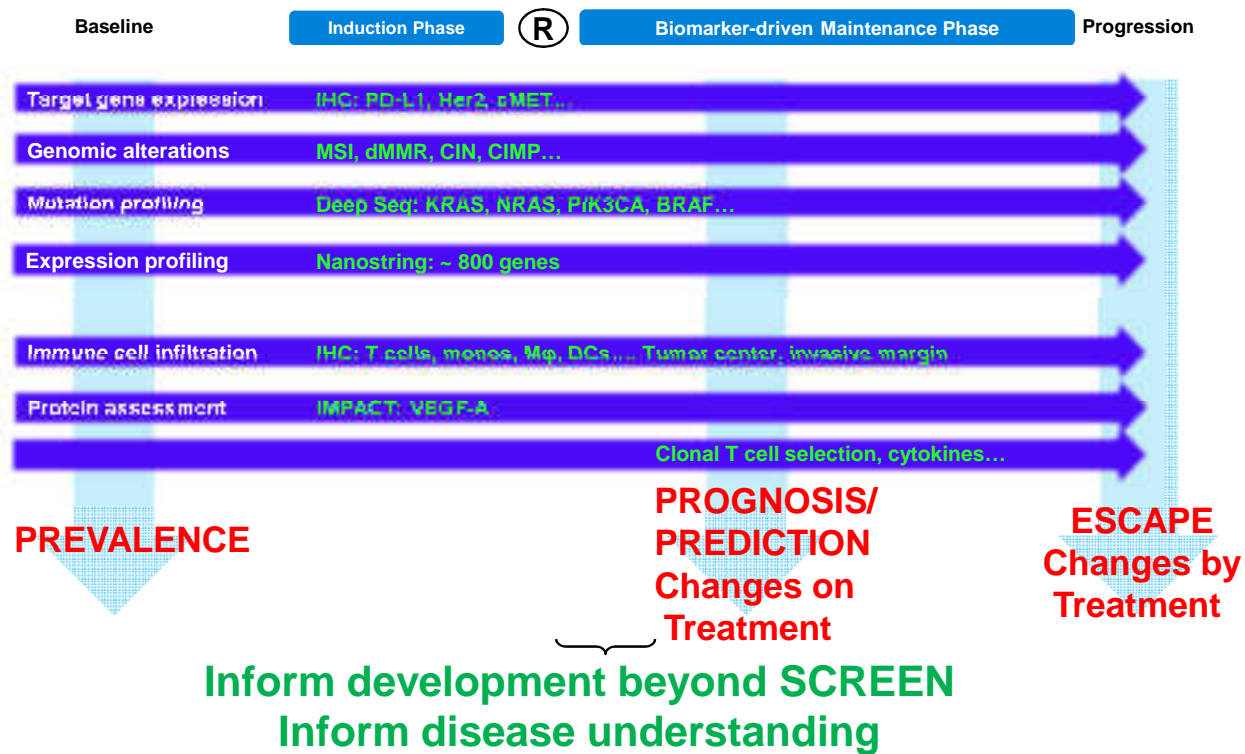 Baseline
Induction Phase
R
Biomarker-driven Maintenance Phase
Progression
Target gene expression
IHC: PD-L1, Her2, cMET...
Genomic alterations
MSI, dMMR, CIN, CIMP…
Mutation profiling
Deep Seq: KRAS, NRAS, PIK3CA, BRAF…
Expression profiling
Nanostring: ~ 800 genes
Immune cell infiltration
IHC: T cells, monos, Mφ, DCs.... Tumor center, invasive margin
Protein assessment
IMPACT: VEGF-A
Clonal T cell selection, cytokines…
PREVALENCE
PROGNOSIS/
PREDICTION
Changes on
Treatment
ESCAPE
Changes by
Treatment
Inform development beyond SCREEN
Inform disease understanding